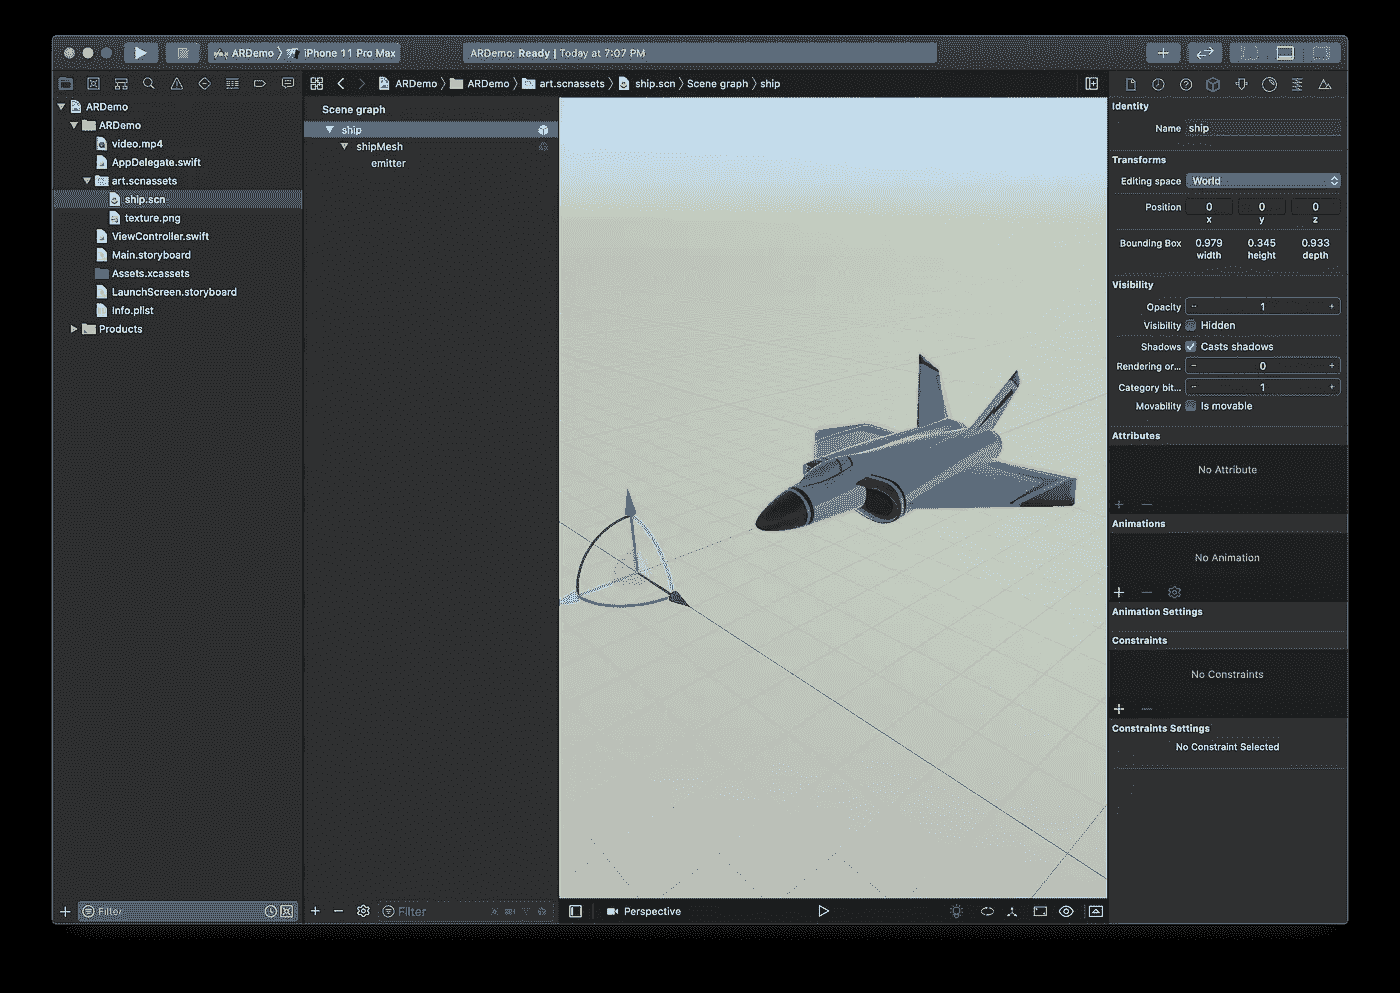 ARDemo iPhone 11 Pro Max
ARDemo: Ready | Today at 7:07 PM
ARDemo ARDemo art.scnassets ship.scn Scene graph ship
ARDemo
ARDemo
video.mp4
AppDelegate.swift
art.scnassets
ship.scn
texture.png
ViewController.swift
Main.storyboard
Assets.xcassets
LaunchScreen.storyboard
Info.plist
Products
Filter
Scene graph
ship
shipMesh
emitter
Filter
Perspective
Identity
Name ship
Transforms
Editing space World
Position 0 0 0
x y z
Bounding Box 0.979 0.345 0.933
width height depth
Visibility
Opacity 1
Visibility Hidden
Shadows Casts shadows
Rendering or... 0
Category bit... 1
Movability Is movable
Attributes
No Attribute
Animations
No Animation
Animation Settings
Constraints
No Constraints
Constraints Settings
No Constraint Selected